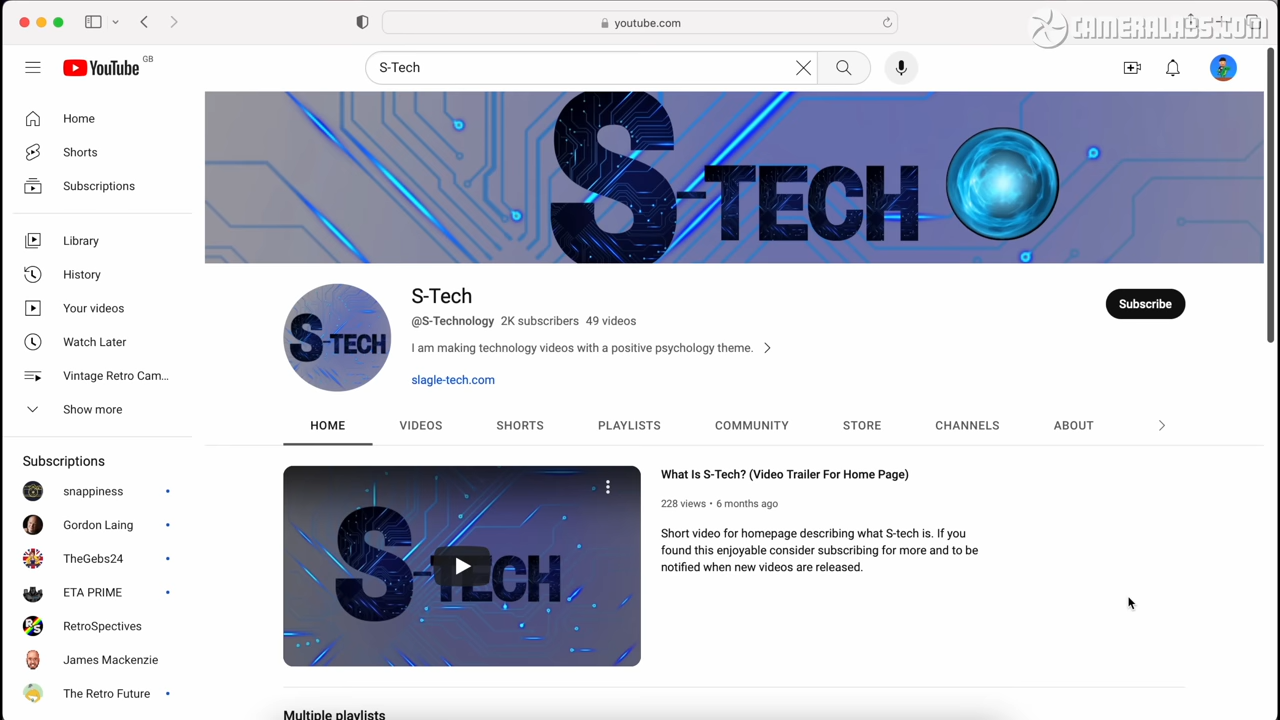 youtube.com
CAMERALABS.COM
YouTube GB
S-Tech
Home
Shorts
Subscriptions
Library
History
Your videos
Watch Later
Vintage Retro Cam...
Show more
Subscriptions
snappiness
Gordon Laing
TheGebs24
ETA PRIME
RetroSpectives
James Mackenzie
The Retro Future
S-TECH
S-TECH
S-Tech
@S-Technology 2K subscribers 49 videos
I am making technology videos with a positive psychology theme.
slagle-tech.com
Subscribe
HOME VIDEOS SHORTS PLAYLISTS COMMUNITY STORE CHANNELS ABOUT
S-TECH
What Is S-Tech? (Video Trailer For Home Page)
228 views • 6 months ago
Short video for homepage describing what S-tech is. If you
found this enjoyable consider subscribing for more and to be
notified when new videos are released.
Multiple playlists